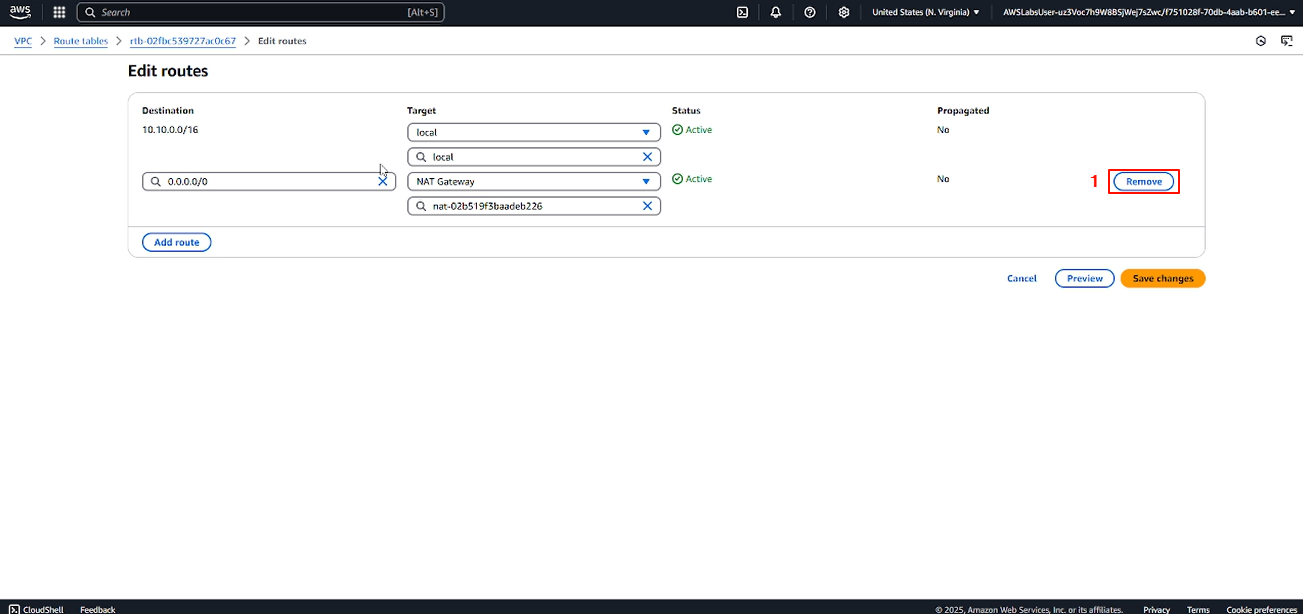 aws Search [Alt+S] United States (N. Virginia) AWSLabsUser-uz3Voc7h9W8BSjWej7sZwc/f751028f-70db-4aab-b601-ee...
VPC > Route tables > rtb-02fbc539727ac0c67 > Edit routes
Edit routes
Destination Target Status Propagated
10.10.0.0/16 local Active No
local
0.0.0.0/0 NAT Gateway Active No 1 Remove
nat-02b519f3baadeb226
Add route
Cancel Preview Save changes
CloudShell Feedback © 2025, Amazon Web Services, Inc. or its affiliates. Privacy Terms Cookie preferences